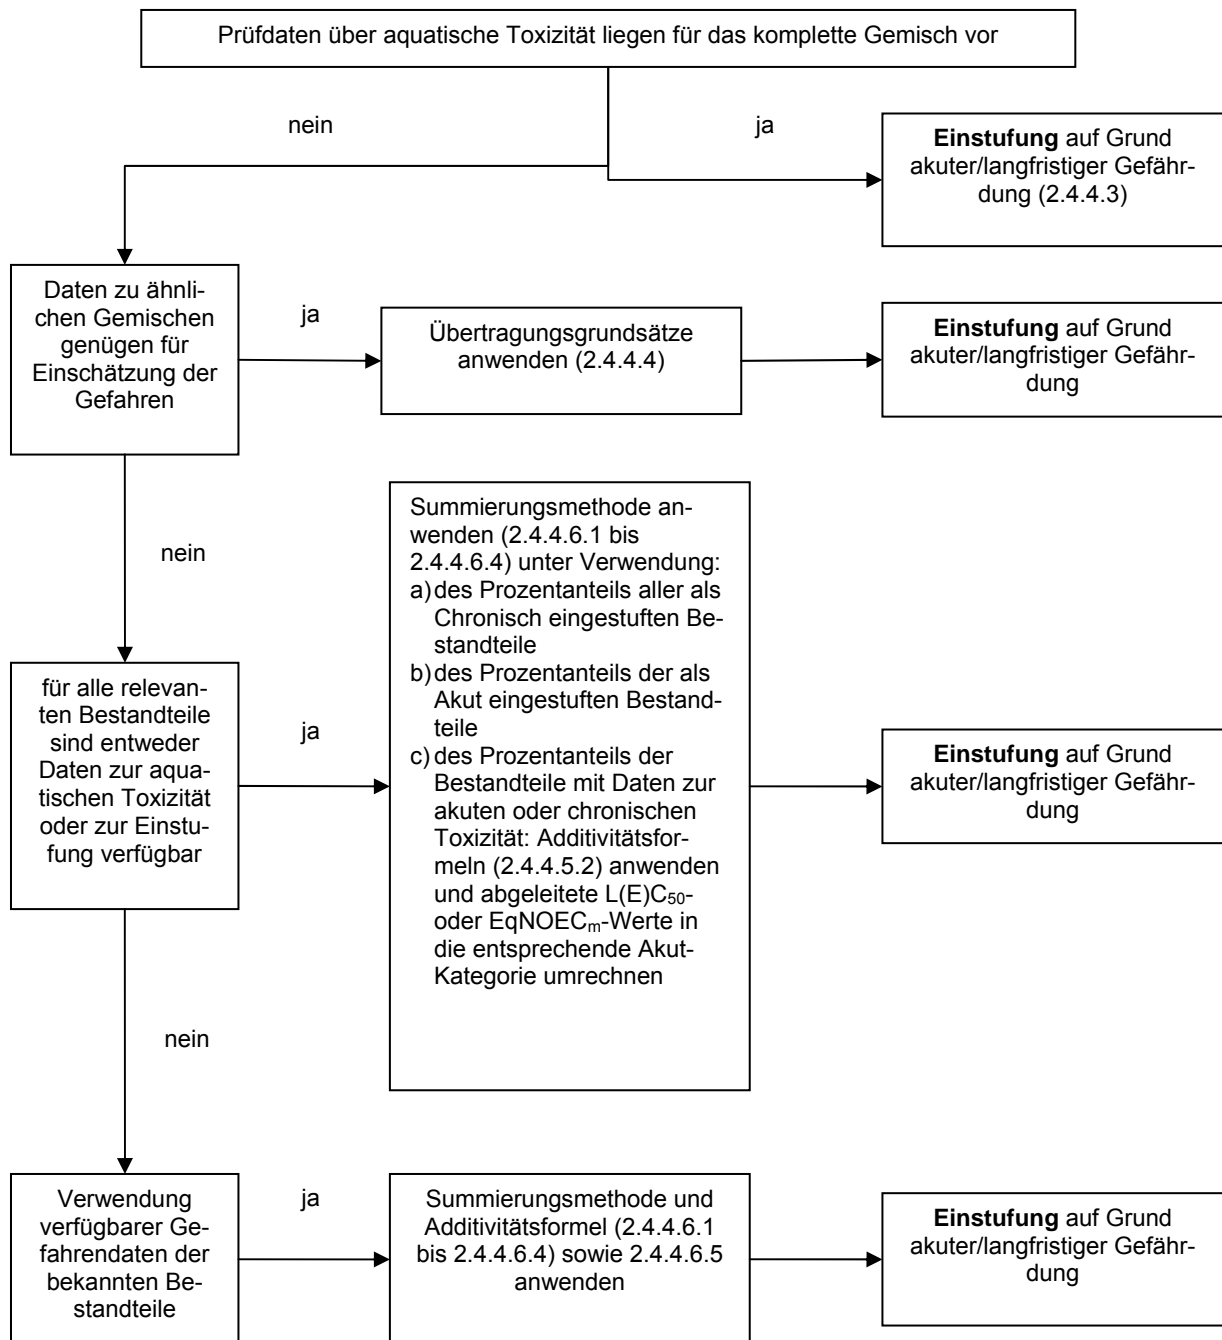 Prüfdaten über aquatische Toxizität liegen für das komplette Gemisch vor
nein
ja
Einstufung auf Grund
akuter/langfristiger Gefähr-
dung (2.4.4.3)
Daten zu ähnli-
chen Gemischen
genügen für
Einschätzung der
Gefahren
ja
Übertragungsgrundsätze
anwenden (2.4.4.4)
Einstufung auf Grund
akuter/langfristiger Gefähr-
dung
nein
Summierungsmethode an-
wenden (2.4.4.6.1 bis
2.4.4.6.4) unter Verwendung:
a) des Prozentanteils aller als
Chronisch eingestuften Be-
standteile
b) des Prozentanteils der als
Akut eingestuften Bestand-
teile
c) des Prozentanteils der
Bestandteile mit Daten zur
akuten oder chronischen
Toxizität: Additivitätsfor-
meln (2.4.4.5.2) anwenden
und abgeleitete L(E)C50-
oder EqNOECm-Werte in
die entsprechende Akut-
Kategorie umrechnen
für alle relevan-
ten Bestandteile
sind entweder
Daten zur aqua-
tischen Toxizität
oder zur Einstu-
fung verfügbar
ja
Einstufung auf Grund
akuter/langfristiger Gefähr-
dung
nein
Verwendung
verfügbarer Ge-
fahrendaten der
bekannten Be-
standteile
ja
Summierungsmethode und
Additivitätsformel (2.4.4.6.1
bis 2.4.4.6.4) sowie 2.4.4.6.5
anwenden
Einstufung auf Grund
akuter/langfristiger Gefähr-
dung